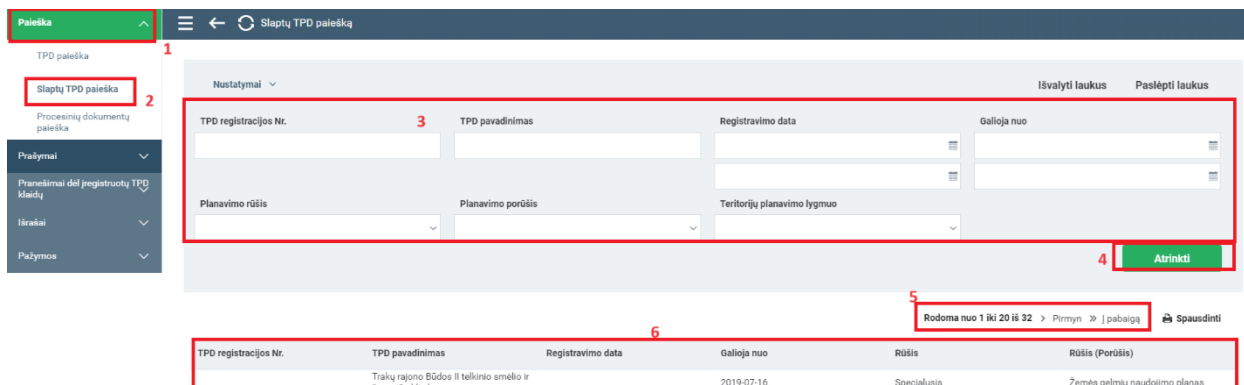 Paieška
Slaptų TPD paiešką
1
TPD paieška
Slaptų TPD paieška
2
Procesinių dokumentų
paieška
Prašymai
Pranešimai dėl įregistruotų TPD
klaidų
Išrašai
Pažymos
Nustatymai
Išvalyti laukus Paslėpti laukus
TPD registracijos Nr. 3 TPD pavadinimas Registravimo data Galioja nuo
Planavimo rūšis Planavimo porūšis Teritorijų planavimo lygmuo
4 Atrinkti
5
Rodoma nuo 1 iki 20 iš 32 > Pirmyn » Į pabaigą Spausdinti
6
TPD registracijos Nr. TPD pavadinimas Registravimo data Galioja nuo Rūšis Rūšis (Porūšis)
Trakų rajono Būdos II telkinio smėlio ir
2019-07-16 Specialusis Žemės gelmių naudojimo planas